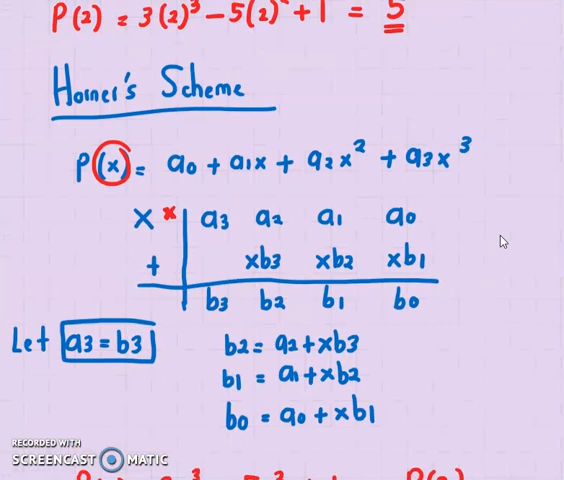 P(2) = 3(2)³ - 5(2)² + 1 = 5
Horner's Scheme
P(x) = a0 + a1x + a2x² + a3x³
x * a3 a2 a1 a0
+ xb3 xb2 xb1
b3 b2 b1 b0
Let a3 = b3
b2 = a2 + xb3
b1 = a1 + xb2
b0 = a0 + xb1
RECORDED WITH
SCREENCAST MATIC